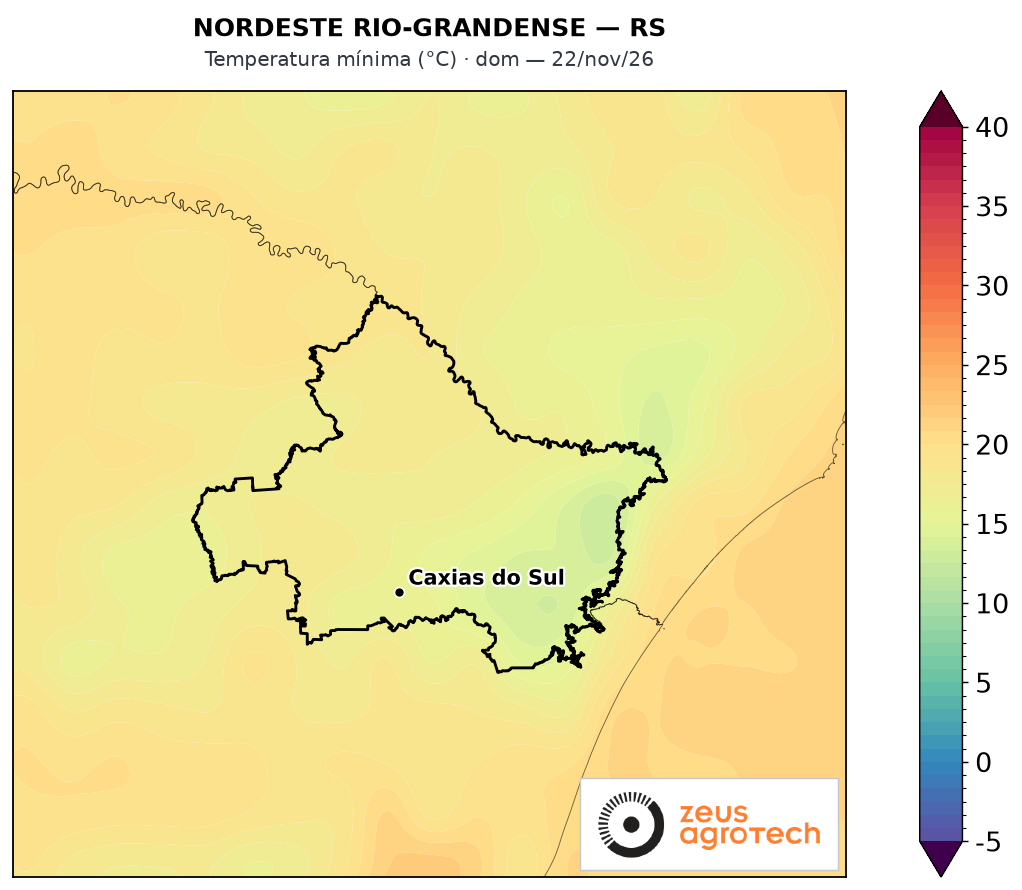 NORDESTE RIO-GRANDENSE — RS
Temperatura mínima (°C) · dom — 22/nov/26
40
35
30
25
20
15
10
5
0
-5
Caxias do Sul
zeus
agrotech